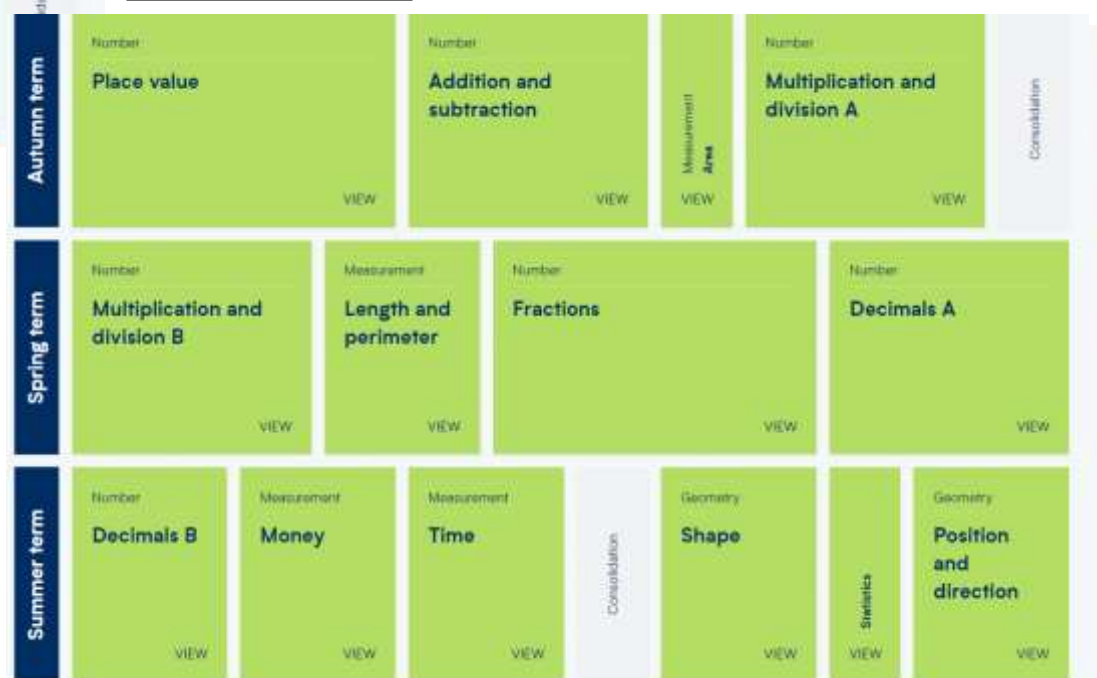 Autumn term
Number
Place value
VIEW
Number
Addition and
subtraction
VIEW
Measurement
Area
VIEW
Number
Multiplication and
division A
VIEW
Consolidation
Spring term
Number
Multiplication and
division B
VIEW
Measurement
Length and
perimeter
VIEW
Number
Fractions
VIEW
Number
Decimals A
VIEW
Summer term
Number
Decimals B
VIEW
Measurement
Money
VIEW
Measurement
Time
VIEW
Consolidation
Geometry
Shape
VIEW
Statistics
VIEW
Geometry
Position
and
direction
VIEW